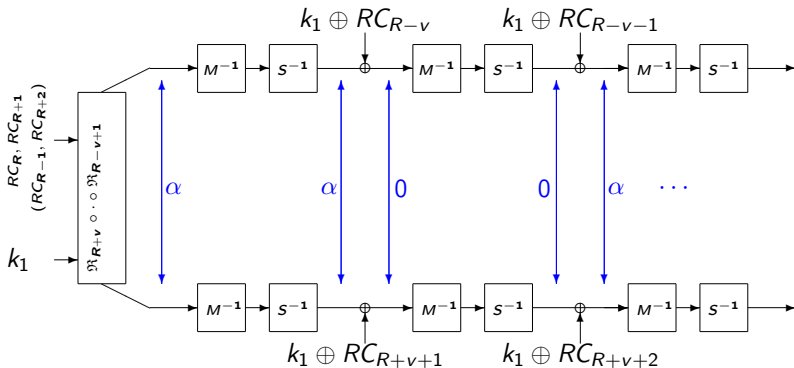 k₁ ⊕ RC_{R−v} k₁ ⊕ RC_{R−v−1}
M⁻¹ S⁻¹ M⁻¹ S⁻¹ M⁻¹ S⁻¹
RC_R, RC_{R+1}
(RC_{R−1}, RC_{R+2})
ℜ_{R+v} ∘ · ∘ ℜ_{R−v+1}
α α 0 0 α ⋯
k₁
M⁻¹ S⁻¹ M⁻¹ S⁻¹ M⁻¹ S⁻¹
k₁ ⊕ RC_{R+v+1} k₁ ⊕ RC_{R+v+2}